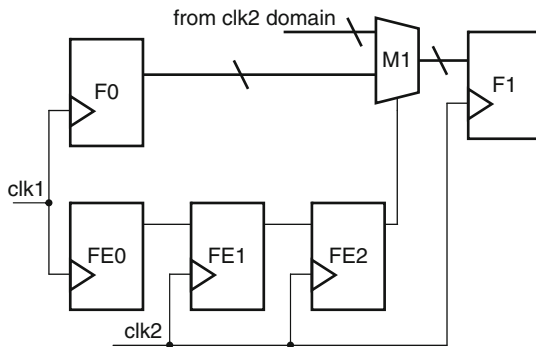 from clk2 domain
M1
F0
F1
clk1
FE0
FE1
FE2
clk2